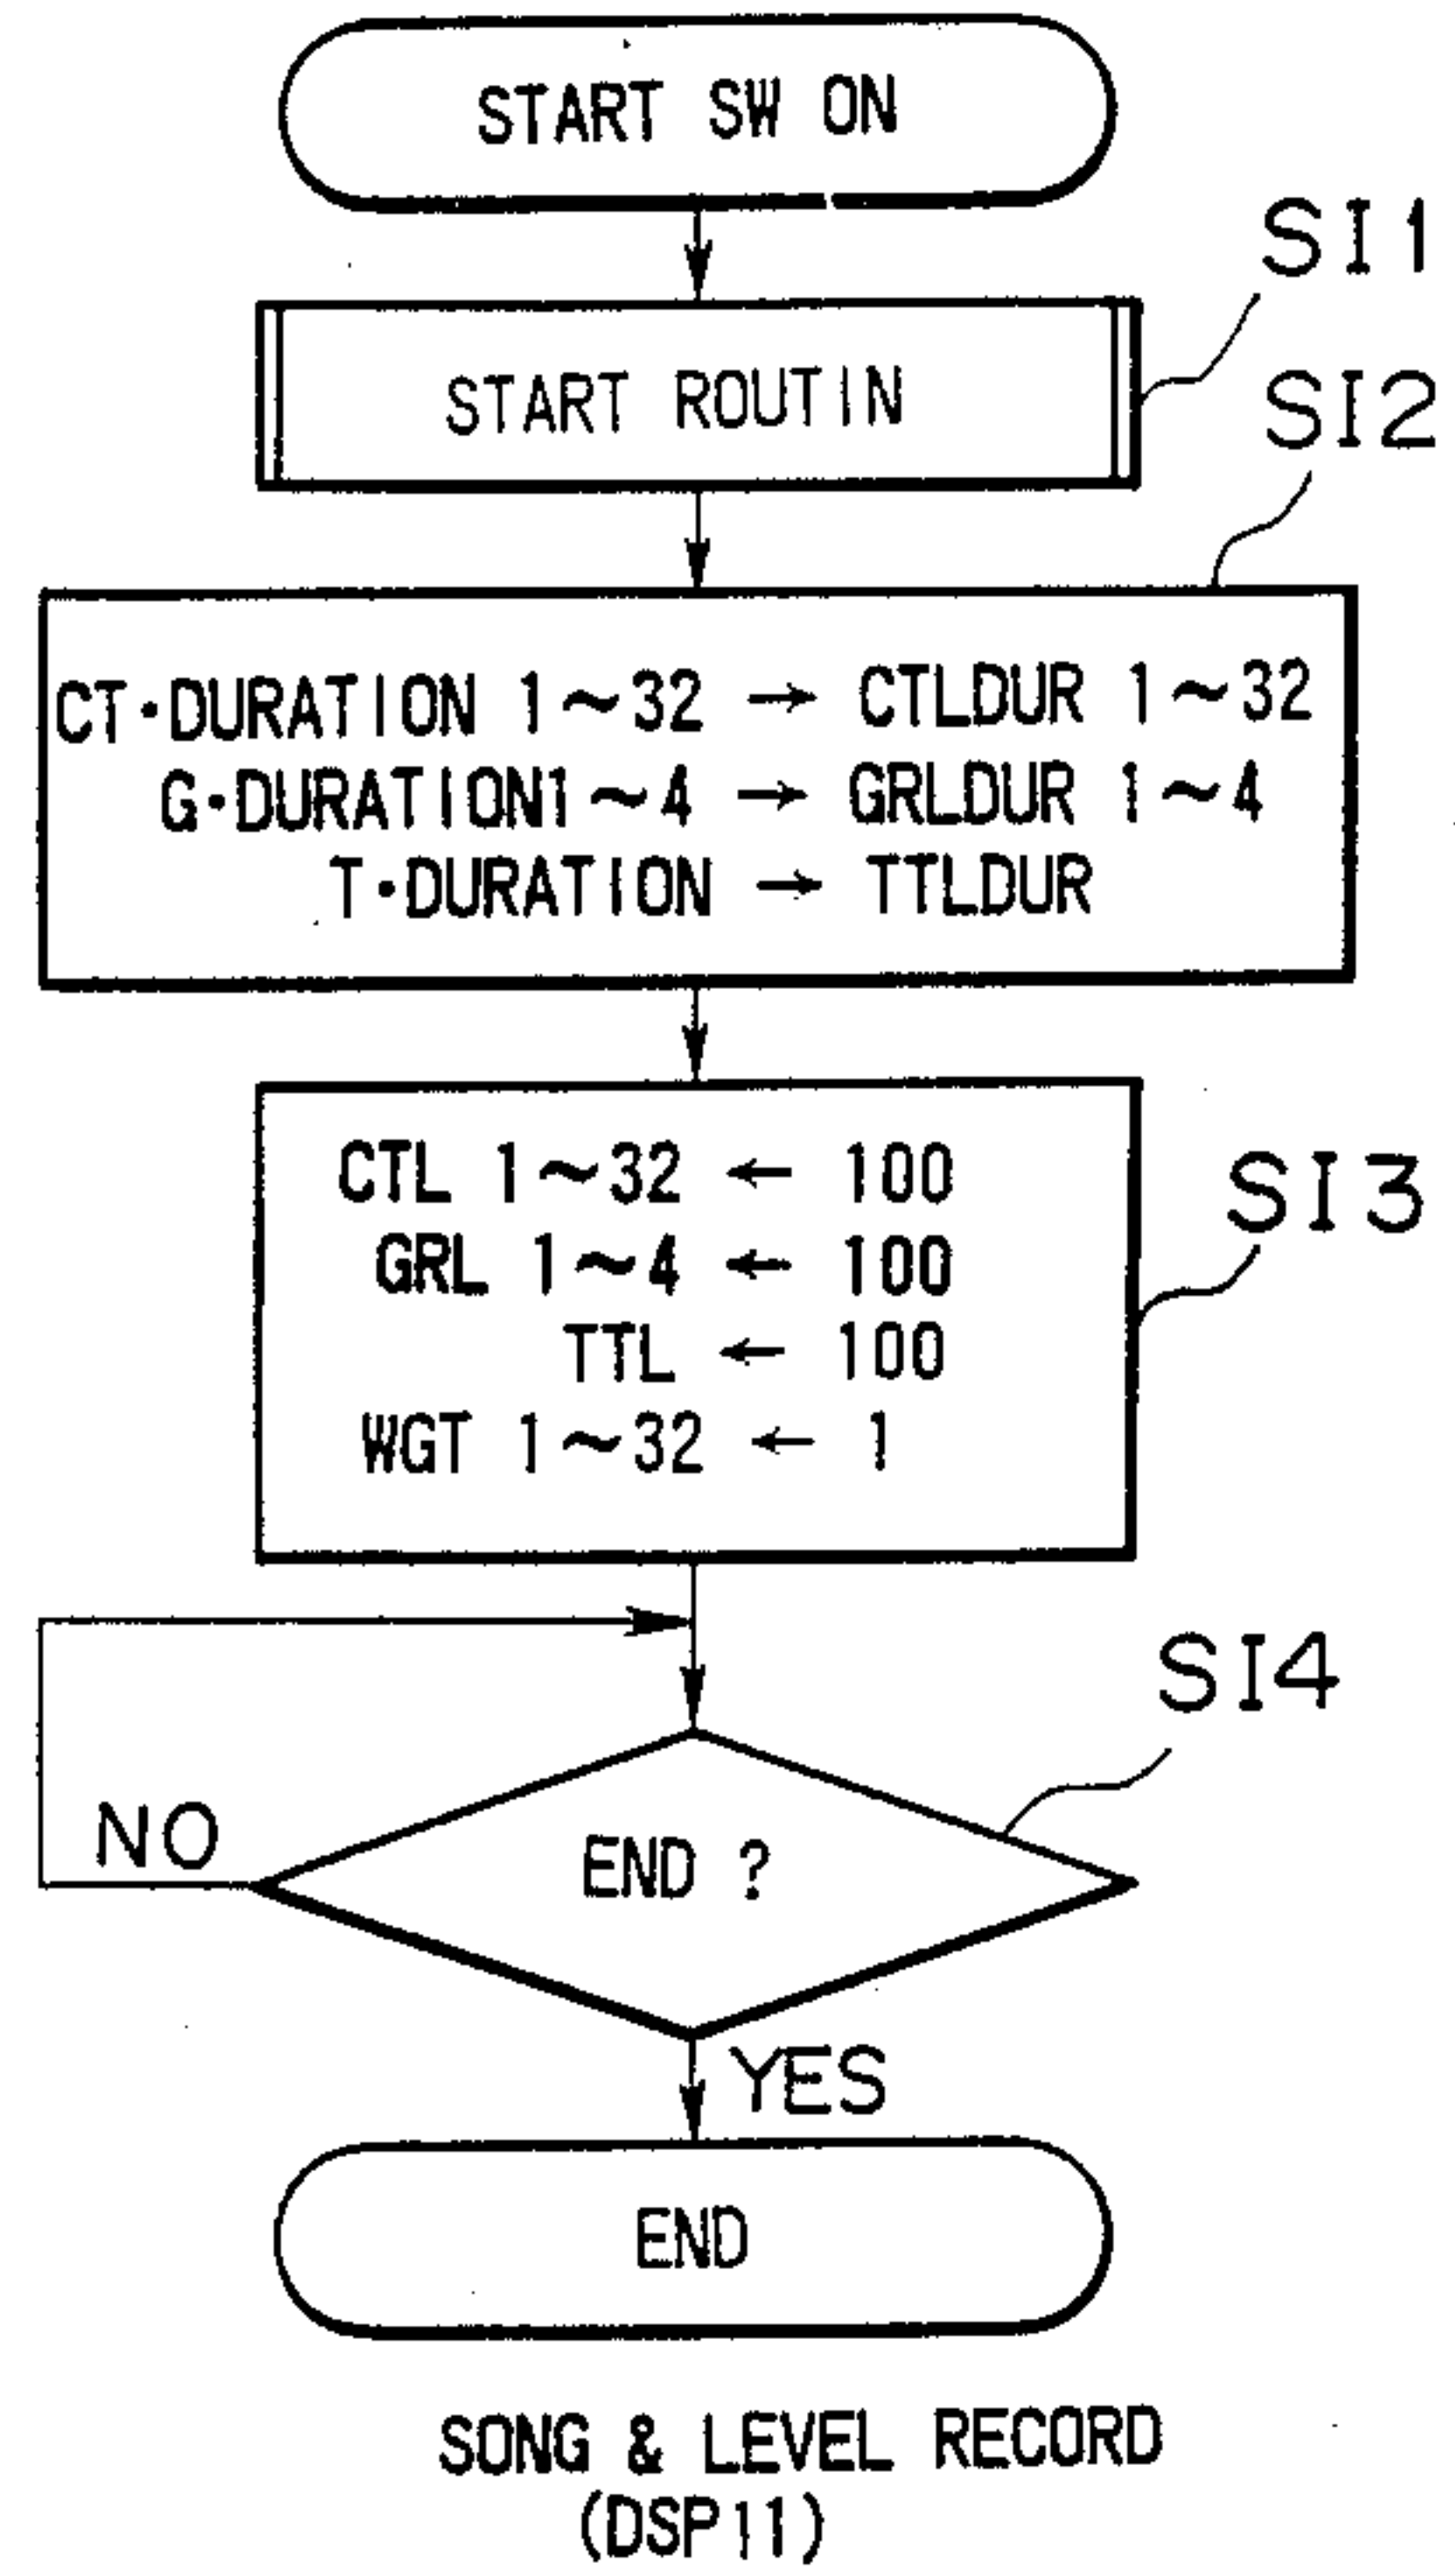 START SW ON
SI1
START ROUTIN
SI2
CT・DURATION 1~32 → CTLDUR 1~32
G・DURATION1~4 → GRLDUR 1~4
T・DURATION → TTLDUR
SI3
CTL 1~32 ← 100
GRL 1~4 ← 100
TTL ← 100
WGT 1~32 ← 1
SI4
NO
END ?
YES
END
SONG & LEVEL RECORD
(DSP11)